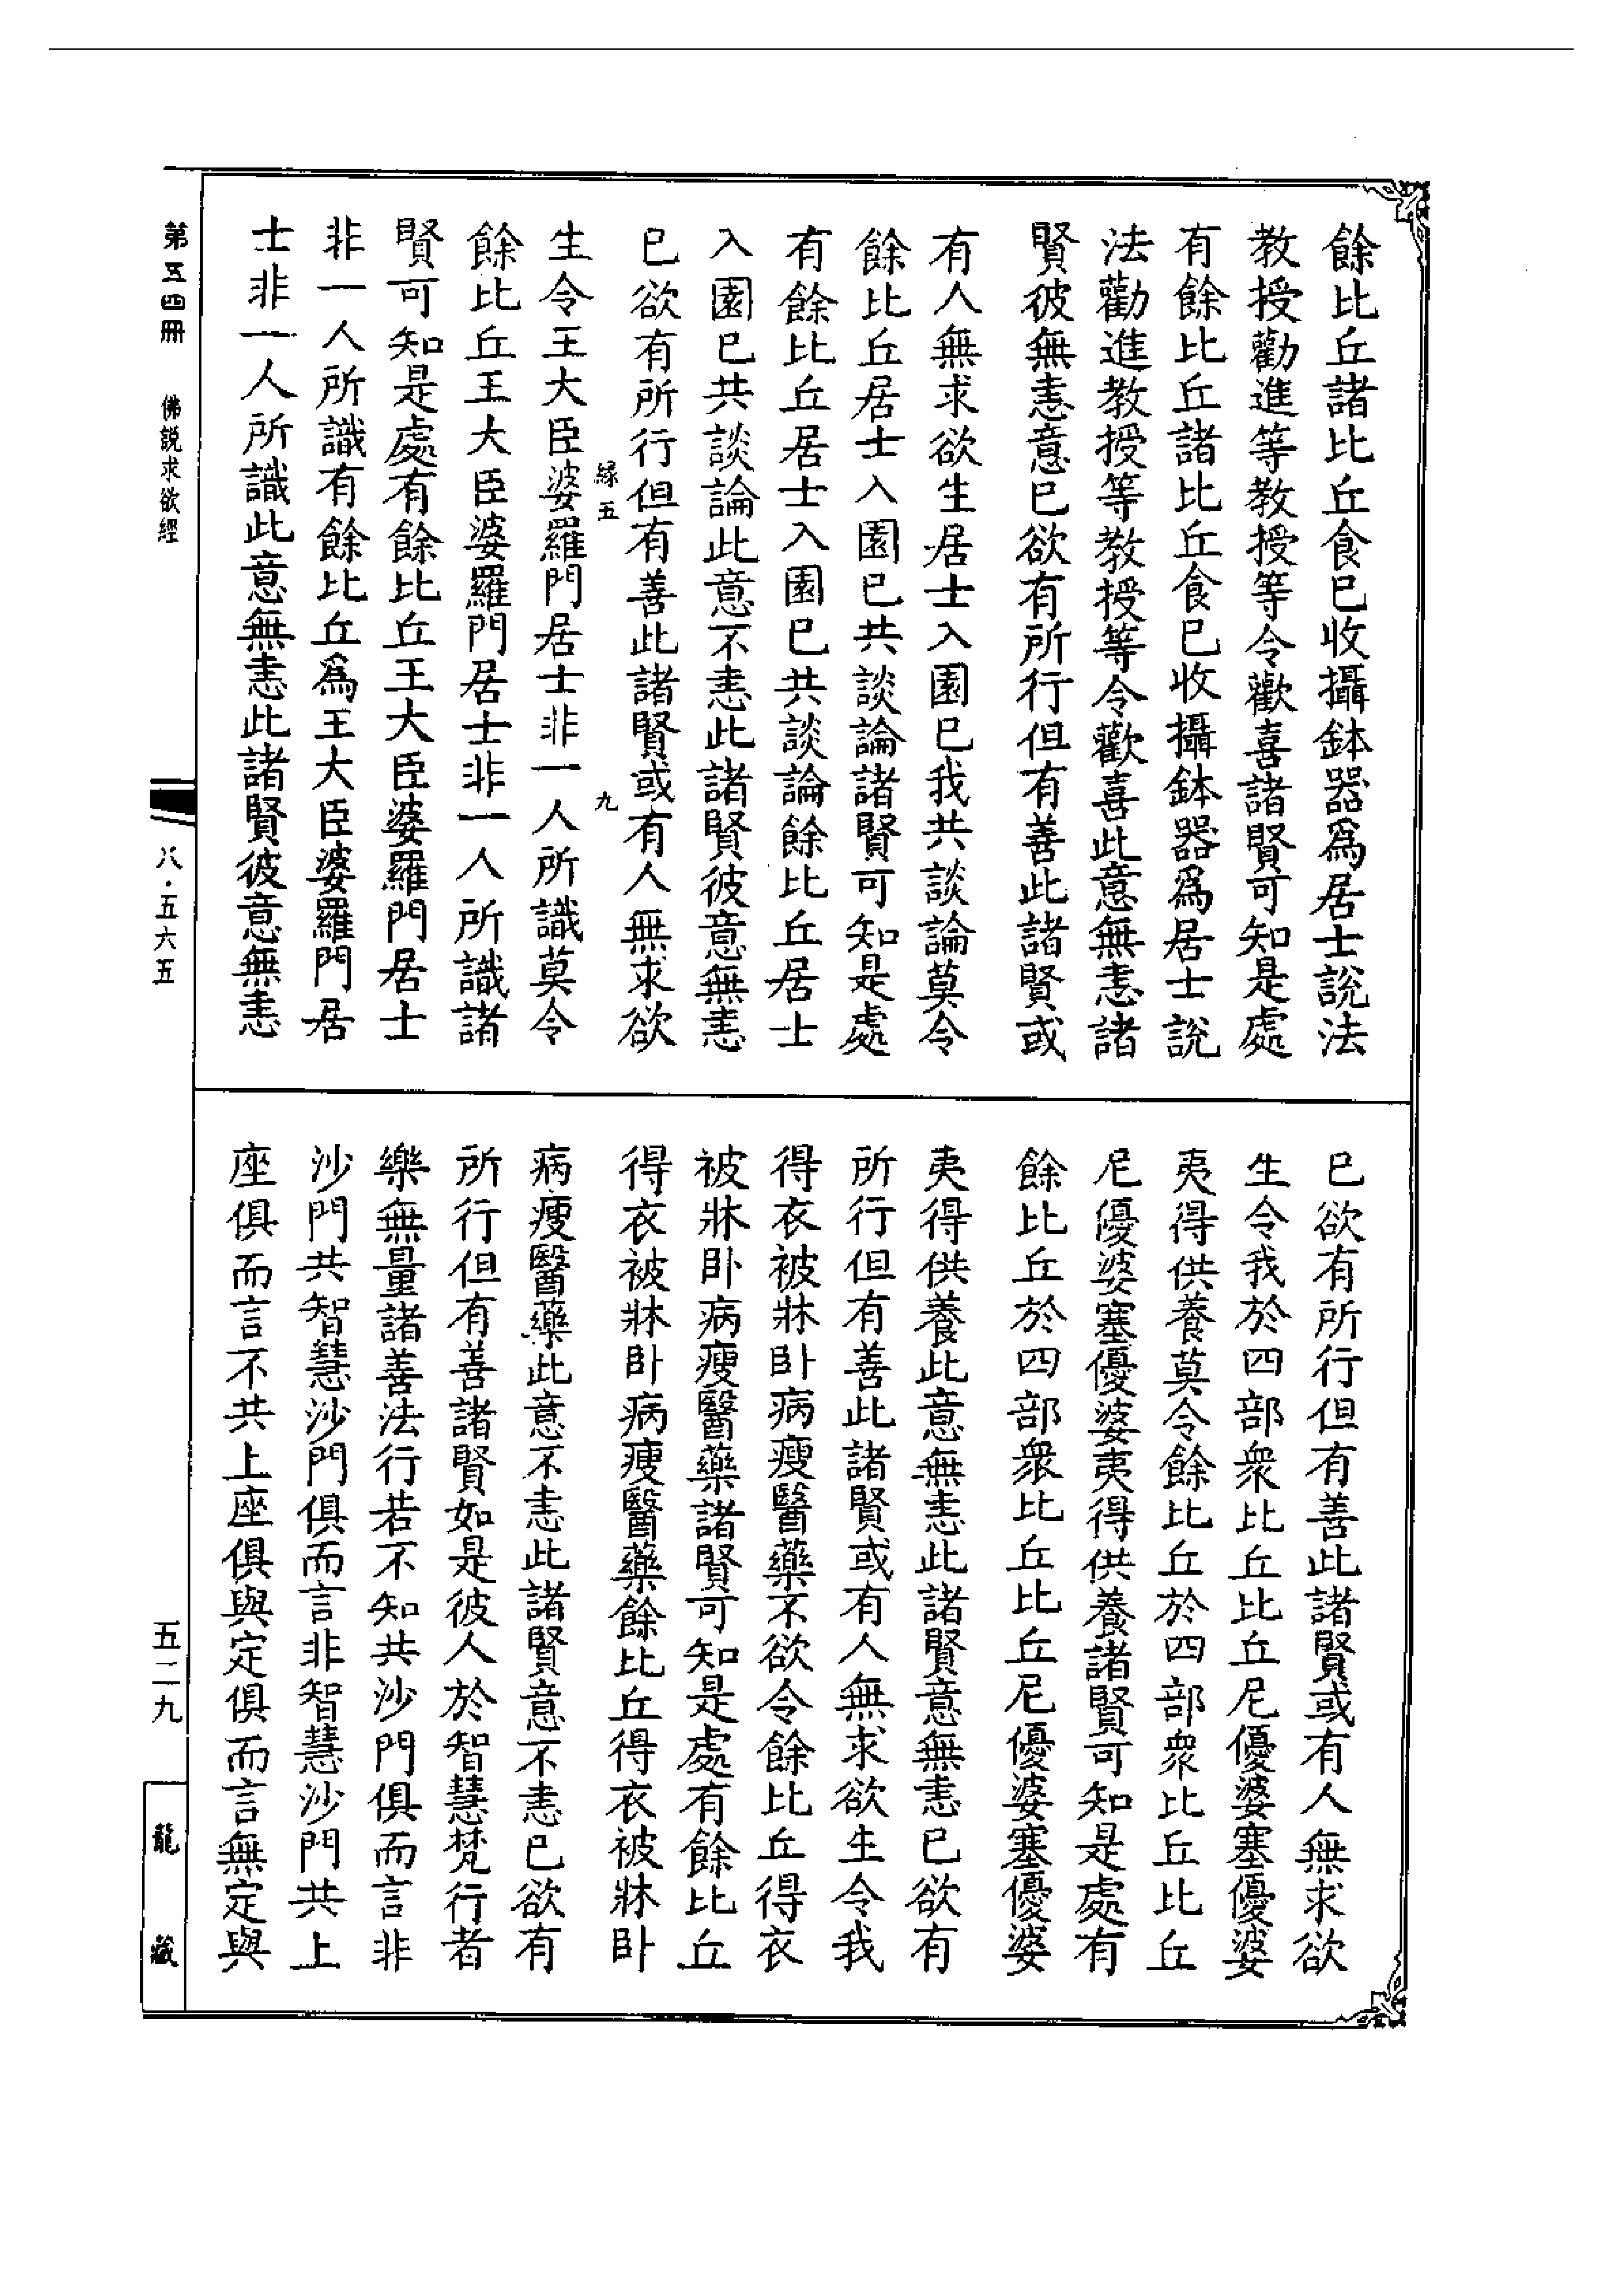 餘比丘諸比丘食已收攝鉢器爲居士說法
教授勸進等教授等令歡喜諸賢可知是處
有餘比丘諸比丘食已收攝鉢器爲居士說
法勸進教授等教授等令歡喜此意無恚諸
賢彼無恚意已欲有所行但有善此諸賢或
有人無求欲生居士入園已我共談論莫令
餘比丘居士入園已共談論諸賢可知是處
有餘比丘居士入園已共談論餘比丘居士
入園已共談論此意不恚此諸賢彼意無恚
已欲有所行但有善此諸賢或有人無求欲
緣五 九
生令王大臣婆羅門居士非一人所識莫令
餘比丘王大臣婆羅門居士非一人所識諸
賢可知是處有餘比丘王大臣婆羅門居士
非一人所識有餘比丘爲王大臣婆羅門居
士非一人所識此意無恚此諸賢彼意無恚
已欲有所行但有善此諸賢或有人無求欲
生令我於四部衆比丘比丘尼優婆塞優婆
夷得供養莫令餘比丘於四部衆比丘比丘
尼優婆塞優婆夷得供養諸賢可知是處有
餘比丘於四部衆比丘比丘尼優婆塞優婆
夷得供養此意無恚此諸賢意無恚已欲有
所行但有善此諸賢或有人無求欲生令我
得衣被牀卧病瘦醫藥不欲令餘比丘得衣
被牀卧病瘦醫藥諸賢可知是處有餘比丘
得衣被牀卧病瘦醫藥餘比丘得衣被牀卧
病瘦醫藥此意不恚此諸賢意不恚已欲有
所行但有善諸賢如是彼人於智慧梵行者
樂無量諸善法行若不知共沙門俱而言非
沙門共智慧沙門俱而言非智慧沙門共上
座俱而言不共上座俱與定俱而言無定與
第五四冊 佛說求欲經
八·五六五
五二九
龍藏